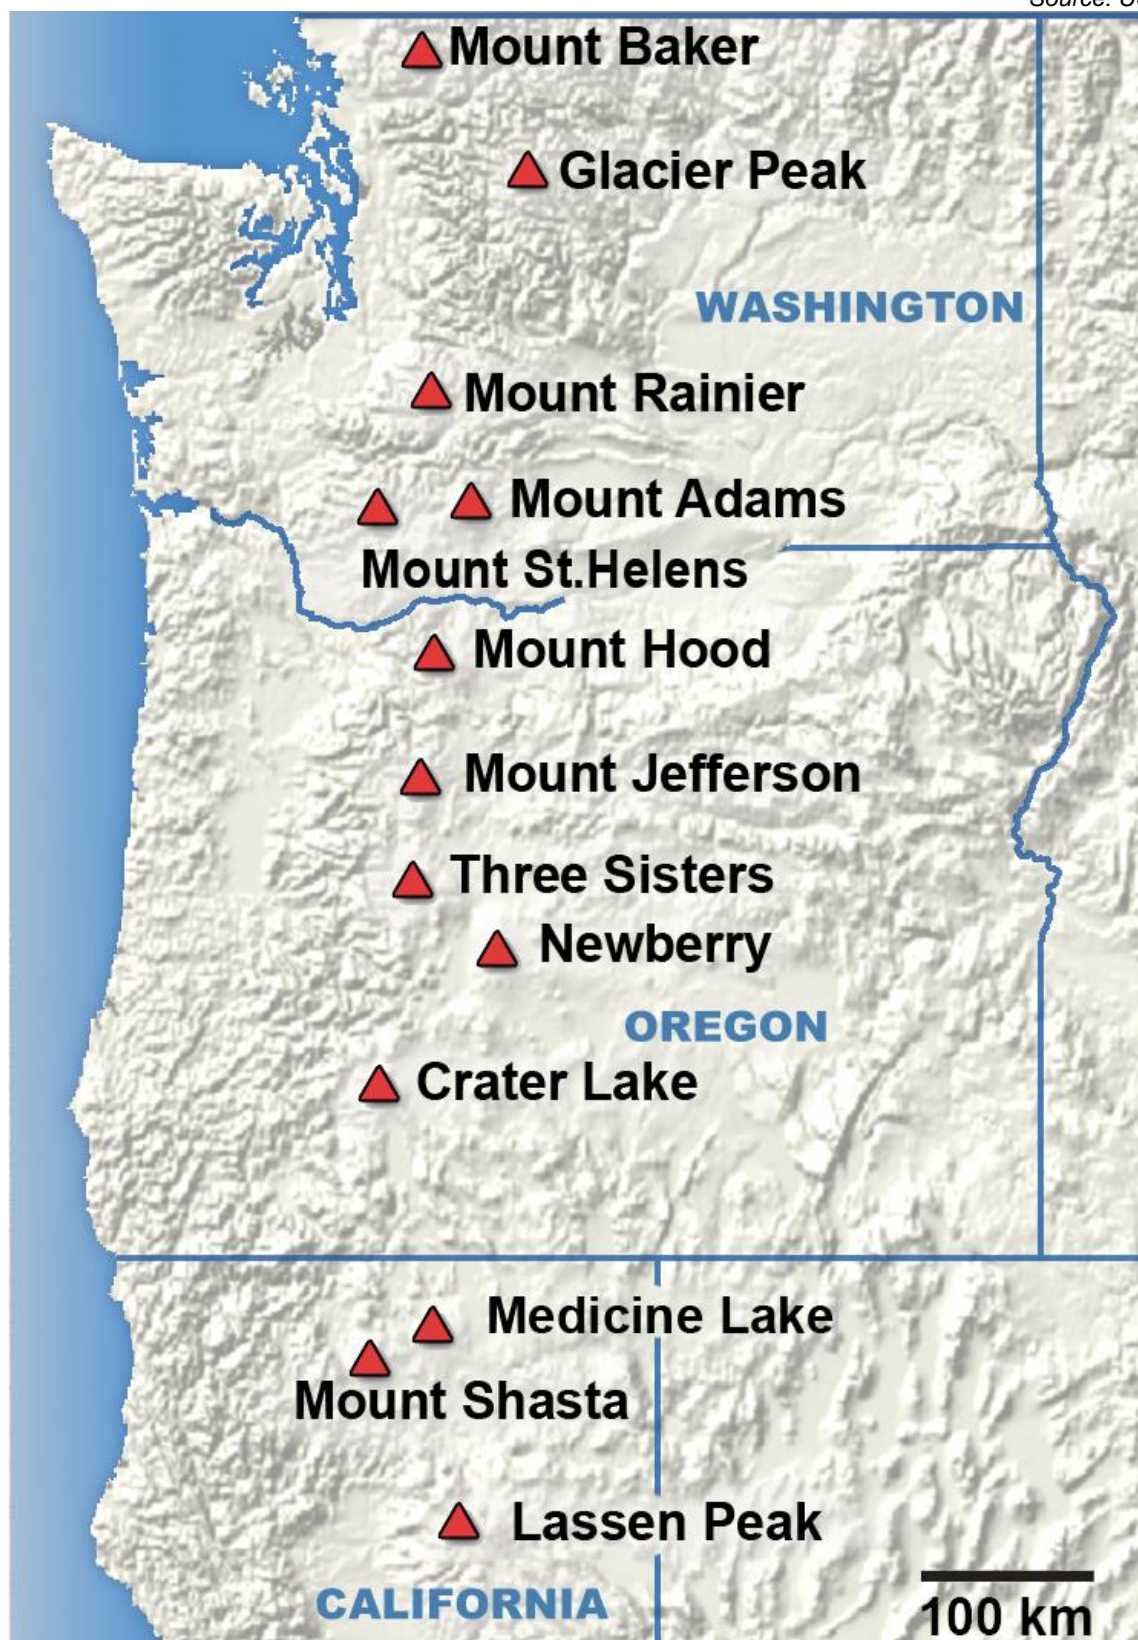 Source:
Mount Baker
Glacier Peak
WASHINGTON
Mount Rainier
Mount Adams
Mount St.Helens
Mount Hood
Mount Jefferson
Three Sisters
Newberry
OREGON
Crater Lake
Medicine Lake
Mount Shasta
Lassen Peak
CALIFORNIA
100 km